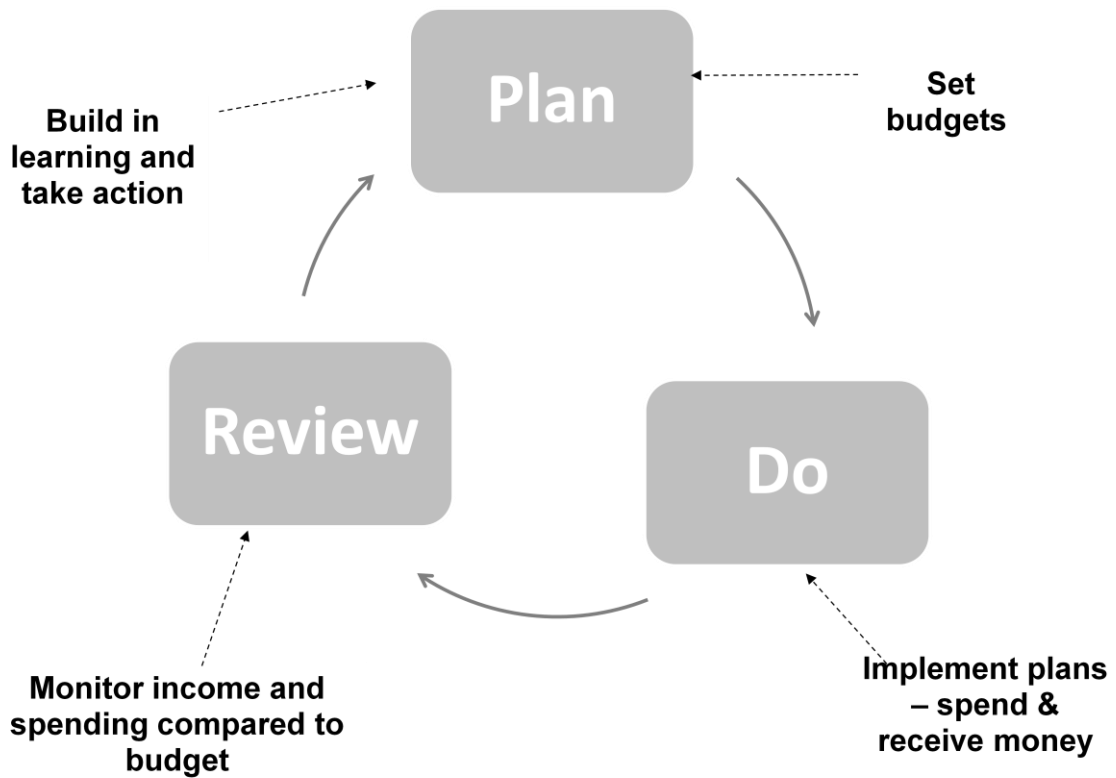 Plan
Set
budgets
Build in
learning and
take action
Review
Do
Implement plans
– spend &
receive money
Monitor income and
spending compared to
budget